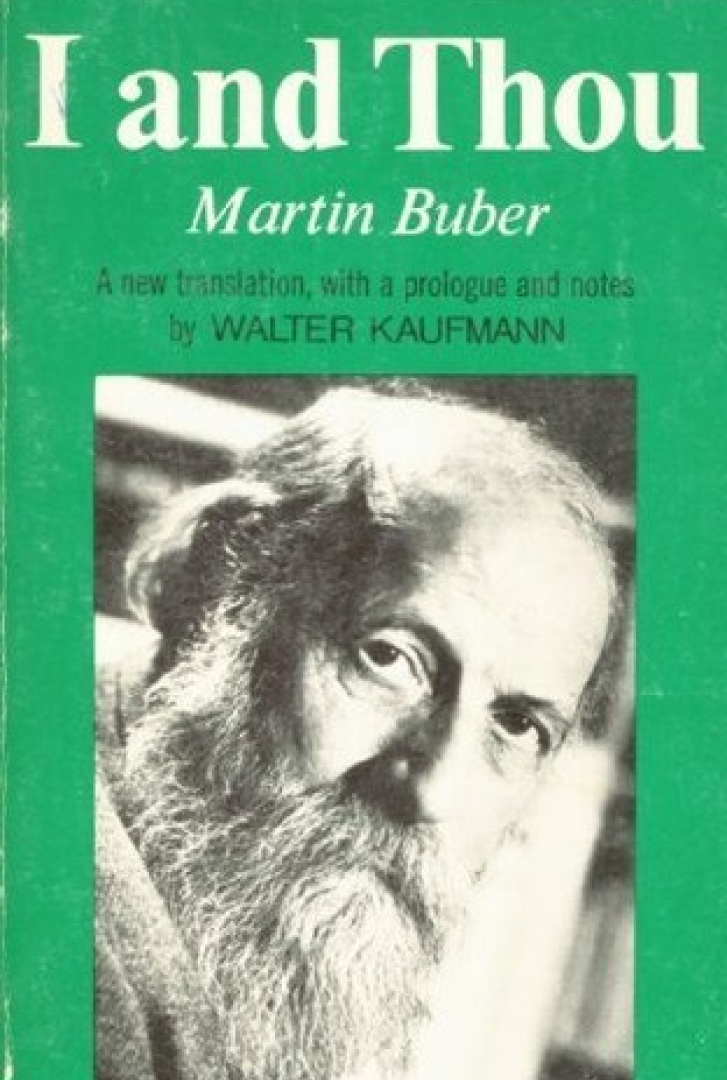 I and Thou
Martin Buber
A new translation, with a prologue and notes
by WALTER KAUFMANN